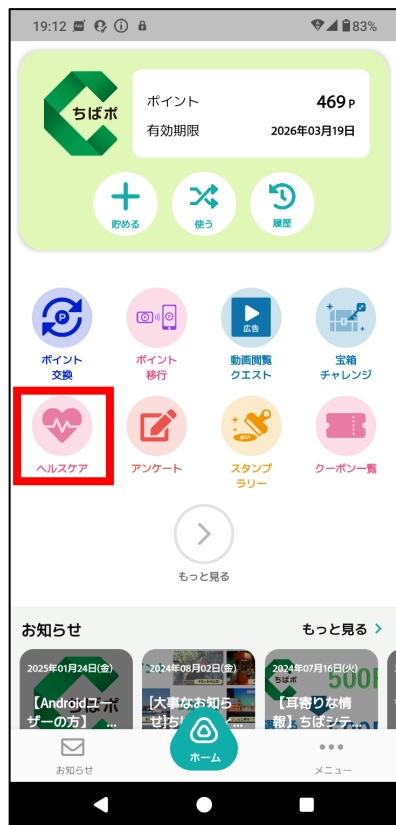 19:12
83%
ちばポ
ポイント
469 P
有効期限
2026年03月19日
貯める
使う
履歴
P
広告
ポイント
交換
ポイント
移行
動画閲覧
クエスト
宝箱
チャレンジ
ヘルスケア
アンケート
スタンプ
ラリー
クーポン一覧
もっと見る
お知らせ
もっと見る
2025年01月24日(金)
2024年08月02日(金)
2024年07月16日(火)
ちばポ
500
【Androidユー
ザーの方】 ...
【大事なお知ら
せ】ち
【耳寄りな情
報】ちばシテ...
お知らせ
ホーム
メニュー